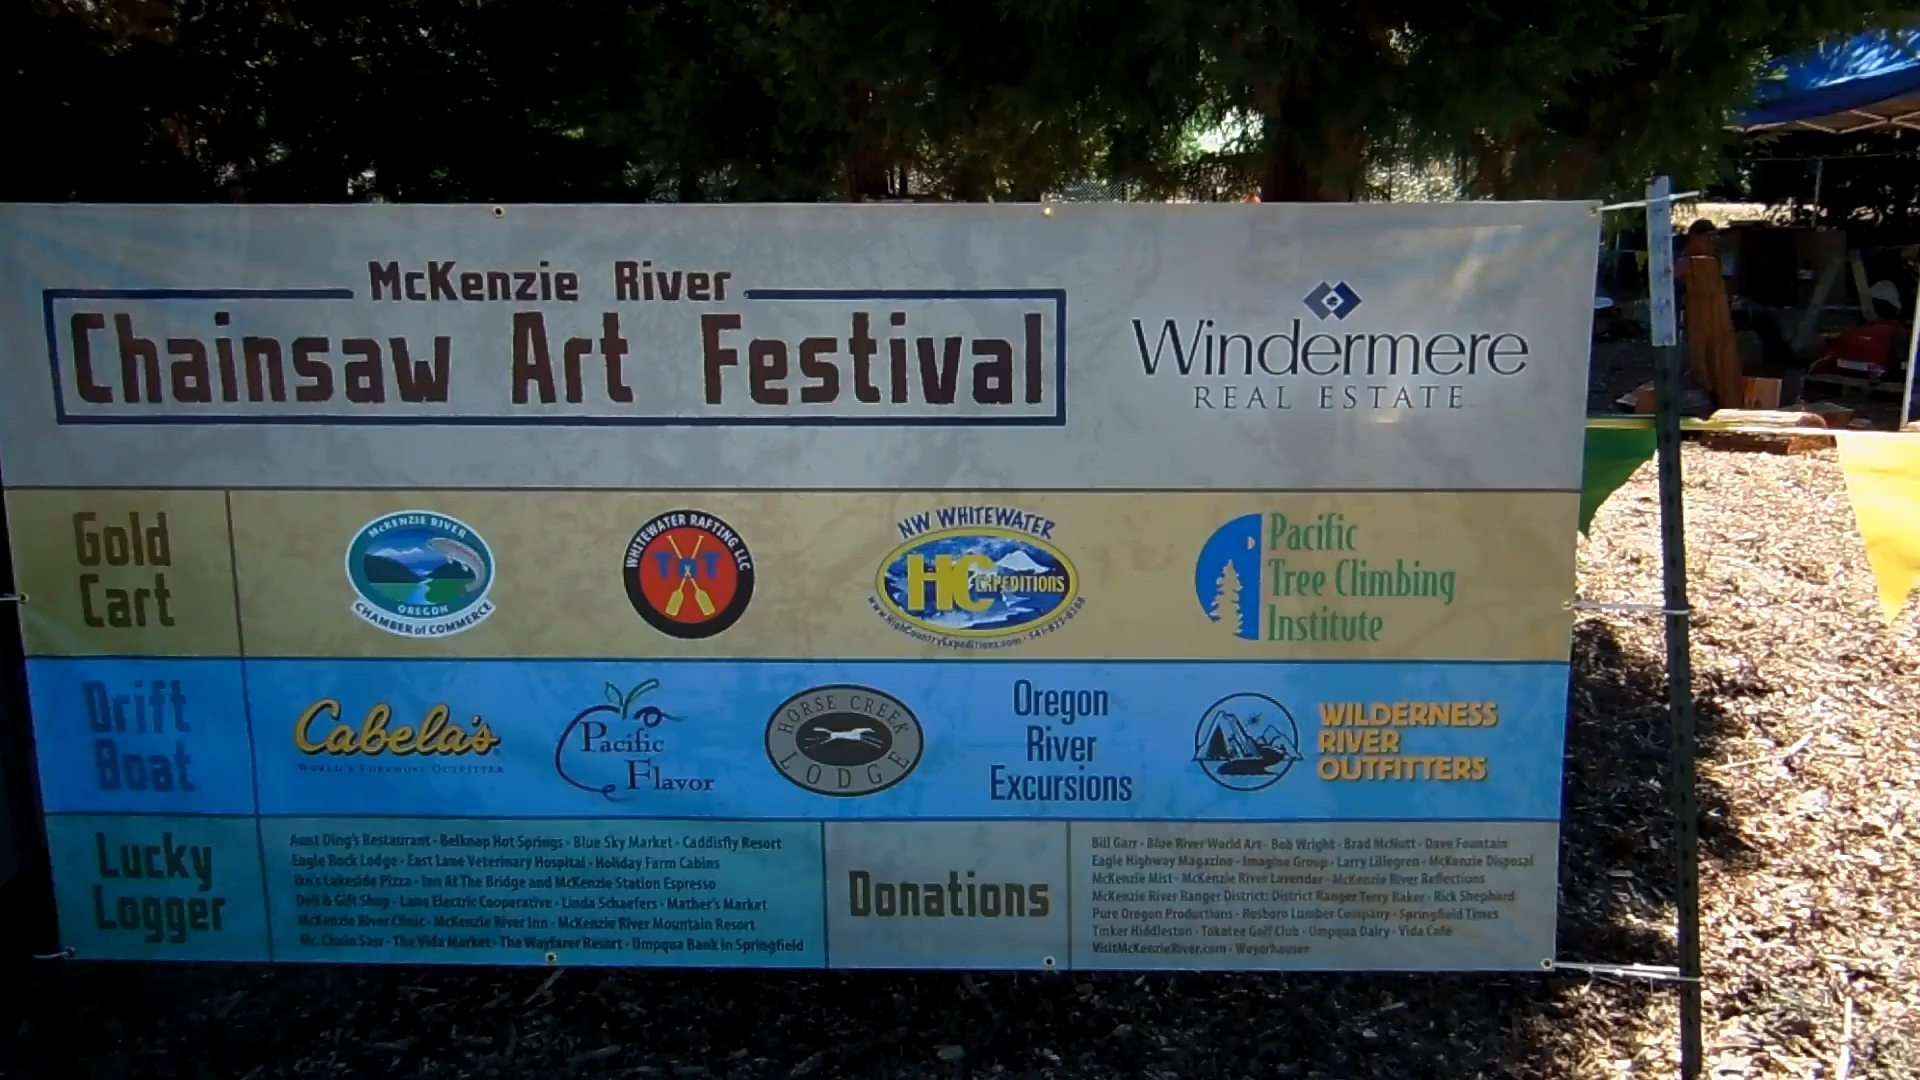 McKenzie River
Chainsaw Art Festival
Windermere
REAL ESTATE
Gold
Cart
McKENZIE RIVER
OREGON
CHAMBER of COMMERCE
WHITEWATER RAFTING LLC
TNT
NW WHITEWATER
HC EXPEDITIONS
www.HighCountryExpeditions.com
Pacific
Tree Climbing
Institute
Drift
Boat
Cabela's
WORLD'S FOREMOST OUTFITTER
Pacific
Flavor
HORSE CREEK
LODGE
Oregon
River
Excursions
WILDERNESS
RIVER
OUTFITTERS
Lucky
Logger
Aunt Ding's Restaurant - Belknap Hot Springs - Blue Sky Market - Caddisfly Resort
Eagle Rock Lodge - East Lane Veterinary Hospital - Holiday Farm Cabins
Ike's Lakeside Pizza - Inn At The Bridge and McKenzie Station Espresso
Deli & Gift Shop - Lane Electric Cooperative - Linda Schaefers - Mather's Market
McKenzie River Clinic - McKenzie River Inn - McKenzie River Mountain Resort
Mr. Chain Saw - The Vida Market - The Wayfarer Resort - Umpqua Bank in Springfield
Donations
Bill Garr - Blue River World Art - Bob Wright - Brad McNutt - Dave Fountain
Eagle Highway Magazine - Imagine Group - Larry Lillegren - McKenzie Disposal
McKenzie Mist - McKenzie River Lavender - McKenzie River Reflections
McKenzie River Ranger District: District Ranger Terry Baker - Rick Shephard
Pure Oregon Productions - Rosboro Lumber Company - Springfield Times
Tinker Hiddleston - Tokatee Golf Club - Umpqua Dairy - Vida Cafe
VisitMcKenzieRiver.com - Weyerhauser